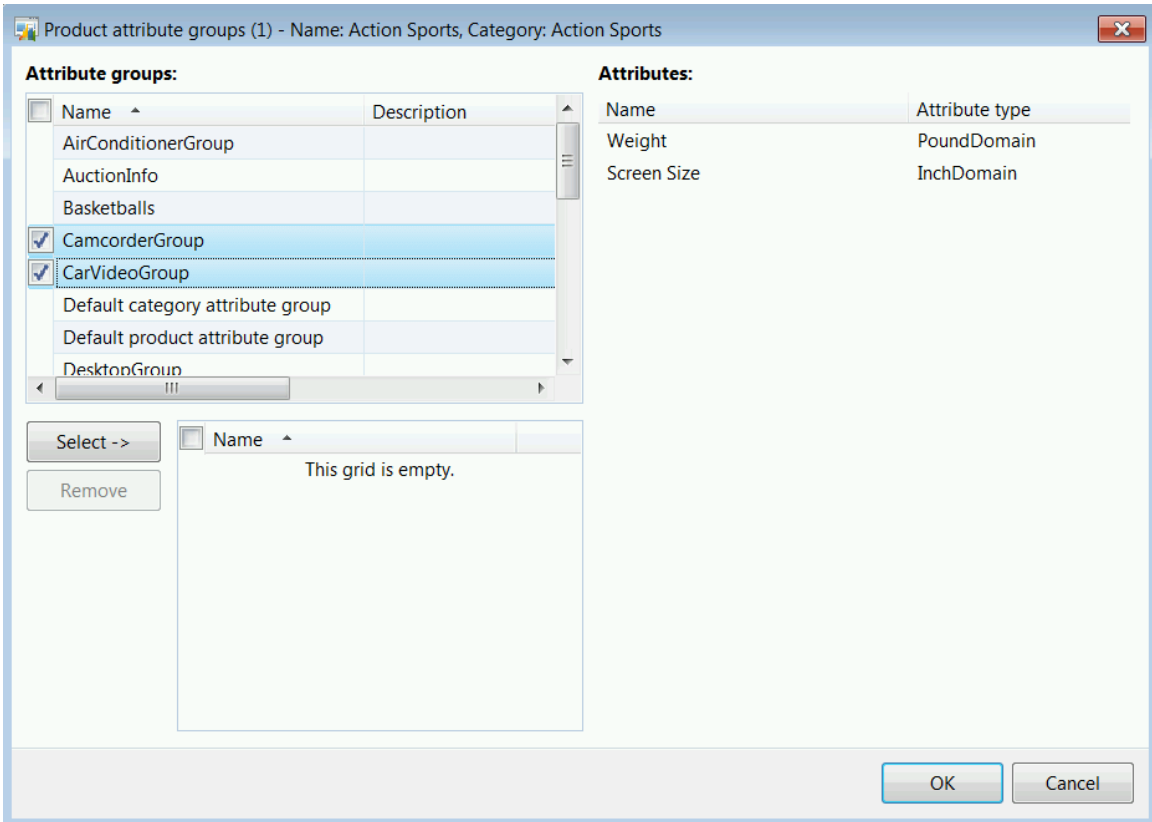 Product attribute groups (1) - Name: Action Sports, Category: Action Sports
Attribute groups:
Name Description
AirConditionerGroup
AuctionInfo
Basketballs
CamcorderGroup
CarVideoGroup
Default category attribute group
Default product attribute group
DesktopGroup
Select ->
Remove
Name
This grid is empty.
Attributes:
Name Attribute type
Weight PoundDomain
Screen Size InchDomain
OK Cancel